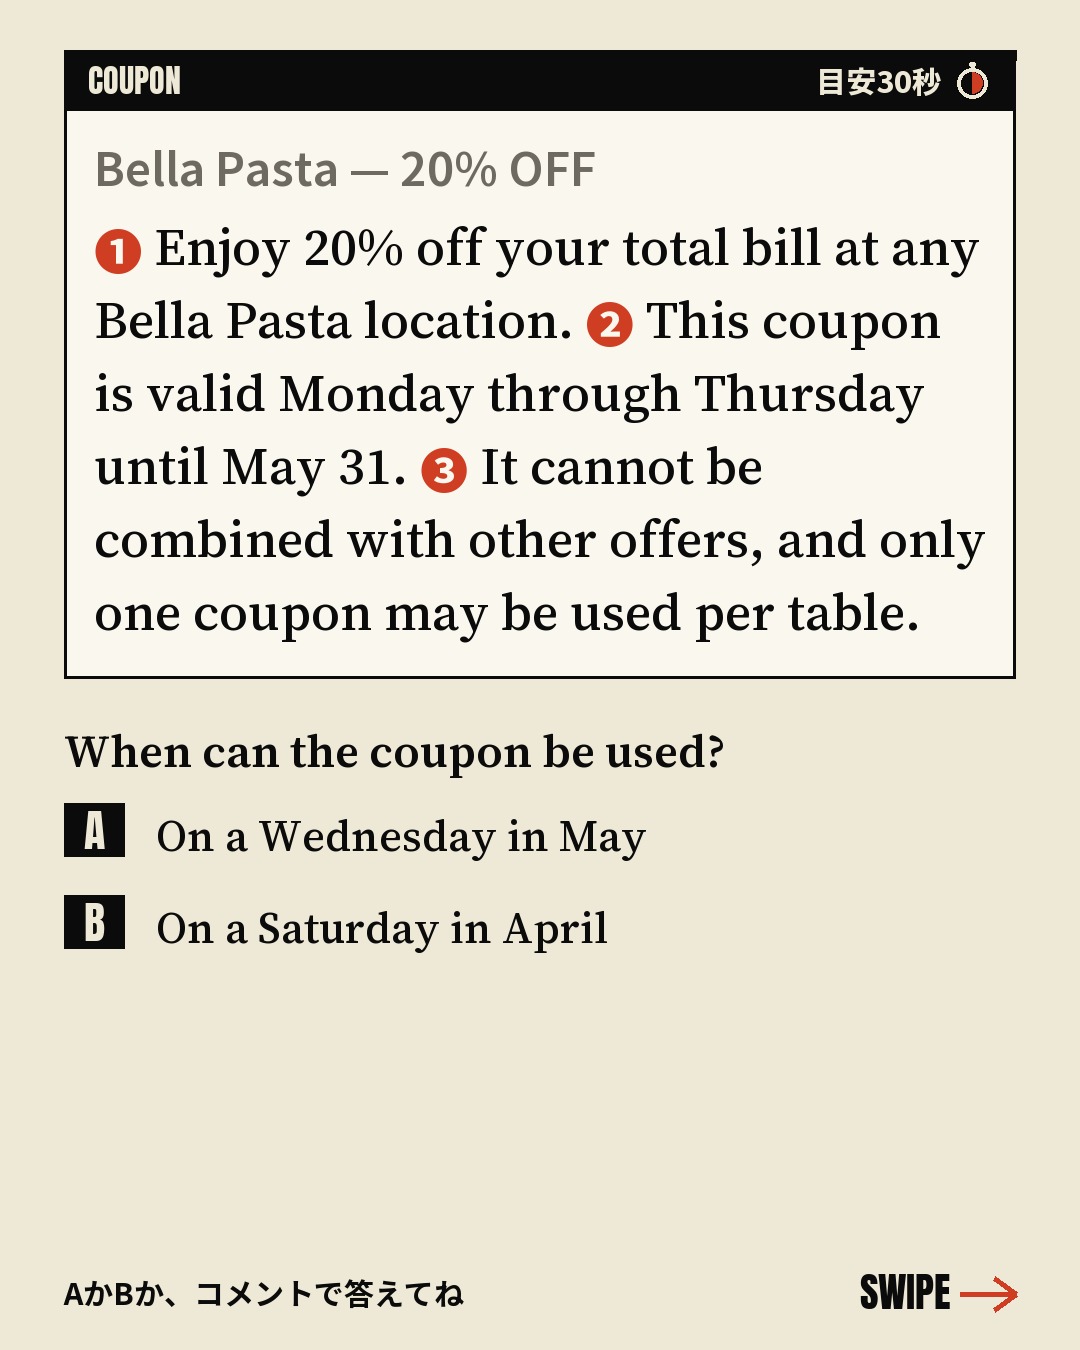 COUPON
目安30秒
Bella Pasta — 20% OFF
❶ Enjoy 20% off your total bill at any
Bella Pasta location. ❷ This coupon
is valid Monday through Thursday
until May 31. ❸ It cannot be
combined with other offers, and only
one coupon may be used per table.
When can the coupon be used?
A On a Wednesday in May
B On a Saturday in April
AかBか、コメントで答えてね
SWIPE